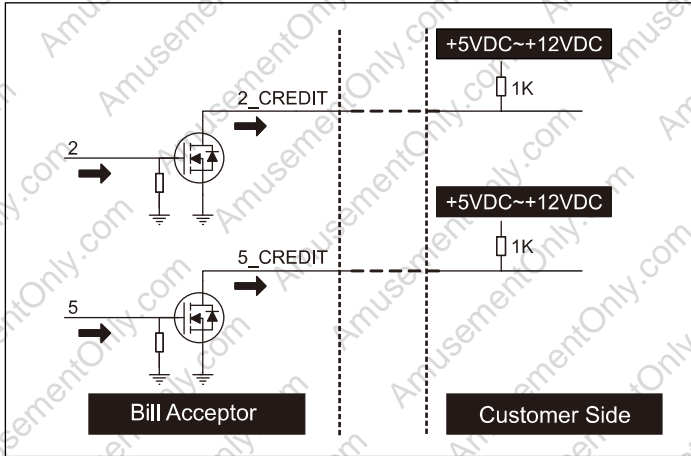 +5VDC~+12VDC
1K
2_CREDIT
2
+5VDC~+12VDC
1K
5_CREDIT
5
Bill Acceptor
Customer Side
AmusementOnly.com